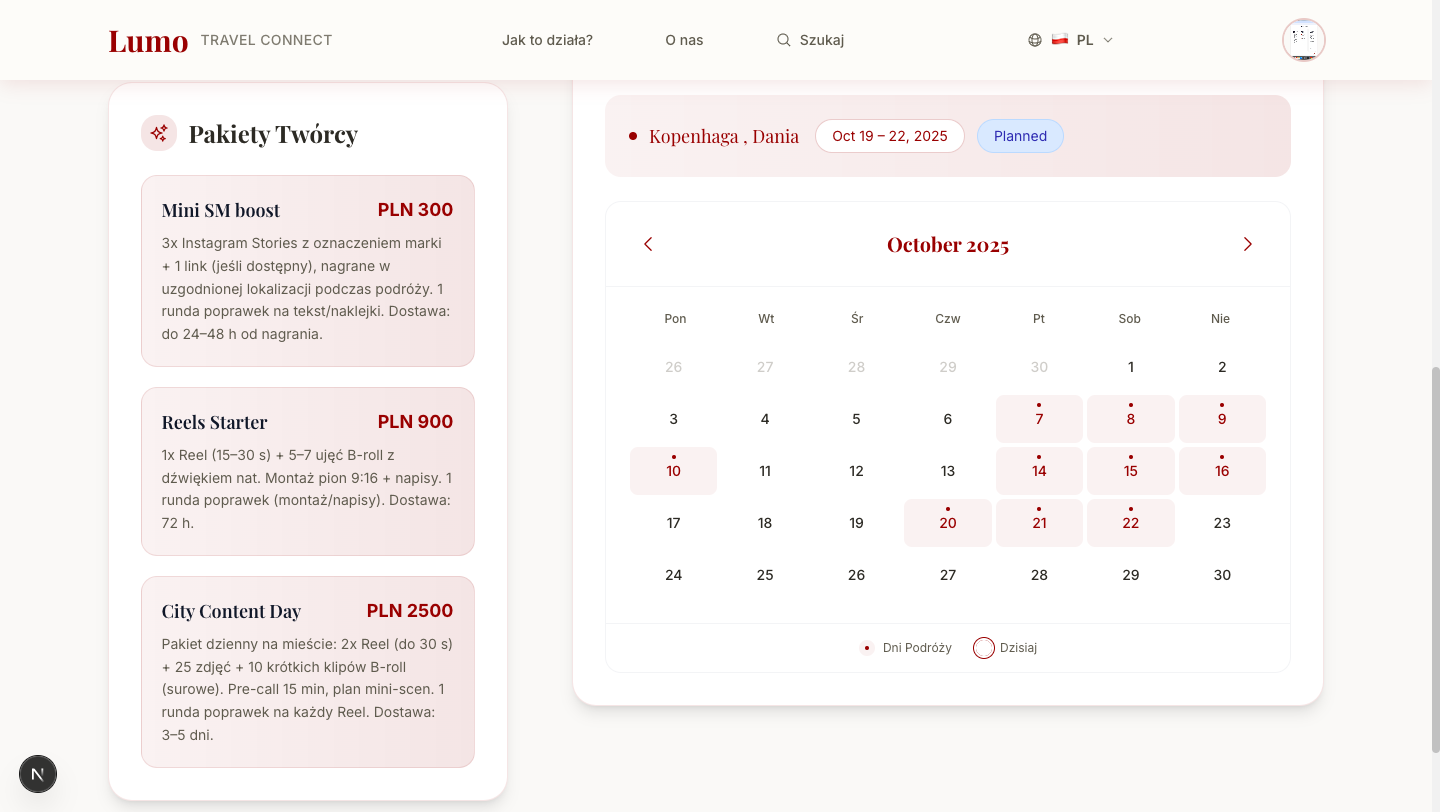 Lumo TRAVEL CONNECT Jak to działa? O nas Szukaj PL
Pakiety Twórcy
Mini SM boost PLN 300
3x Instagram Stories z oznaczeniem marki
+ 1 link (jeśli dostępny), nagrane w
uzgodnionej lokalizacji podczas podróży. 1
runda poprawek na tekst/naklejki. Dostawa:
do 24–48 h od nagrania.
Reels Starter PLN 900
1x Reel (15–30 s) + 5–7 ujęć B-roll z
dźwiękiem nat. Montaż pion 9:16 + napisy. 1
runda poprawek (montaż/napisy). Dostawa:
72 h.
City Content Day PLN 2500
Pakiet dzienny na mieście: 2x Reel (do 30 s)
+ 25 zdjęć + 10 krótkich klipów B-roll
(surowe). Pre-call 15 min, plan mini-scen. 1
runda poprawek na każdy Reel. Dostawa:
3–5 dni.
Kopenhaga , Dania Oct 19 – 22, 2025 Planned
October 2025
Pon Wt Śr Czw Pt Sob Nie
26 27 28 29 30 1 2
3 4 5 6 7 8 9
10 11 12 13 14 15 16
17 18 19 20 21 22 23
24 25 26 27 28 29 30
Dni Podróży Dzisiaj
N